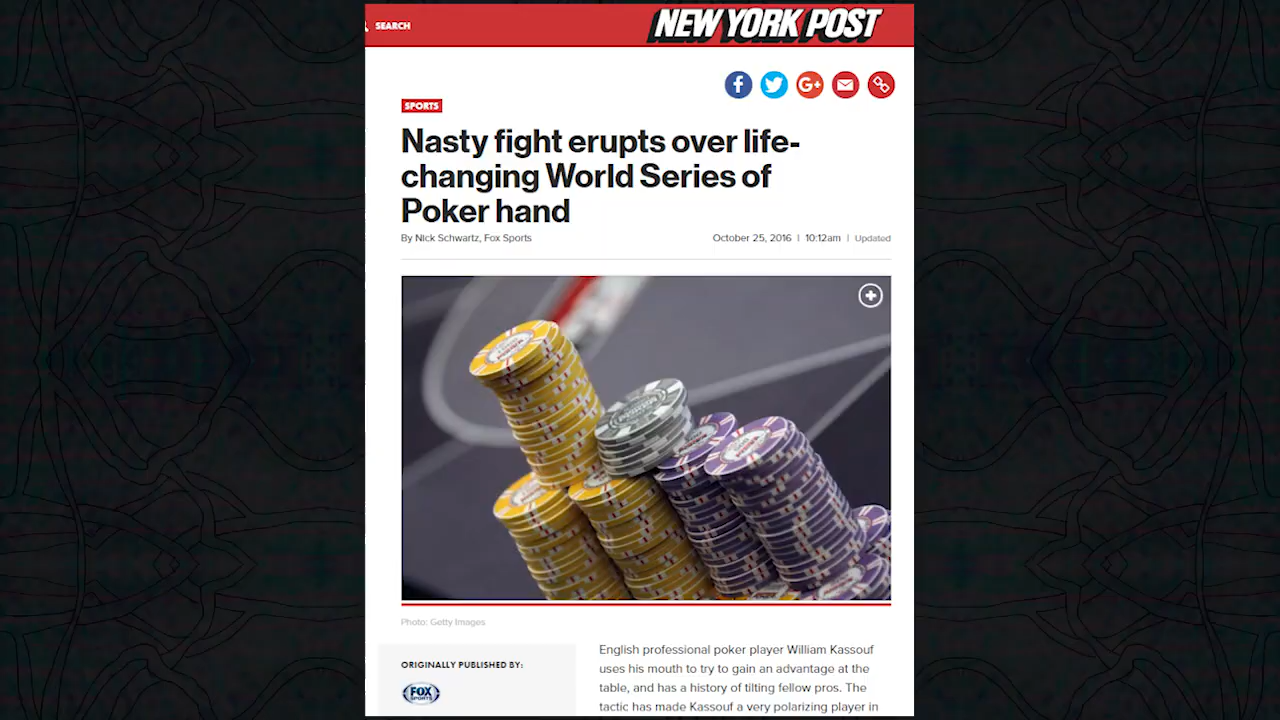 SEARCH
NEW YORK POST
SPORTS
Nasty fight erupts over life-
changing World Series of
Poker hand
By Nick Schwartz, Fox Sports
October 25, 2016 | 10:12am | Updated
Photo: Getty Images
ORIGINALLY PUBLISHED BY:
FOX
SPORTS
English professional poker player William Kassouf
uses his mouth to try to gain an advantage at the
table, and has a history of tilting fellow pros. The
tactic has made Kassouf a very polarizing player in